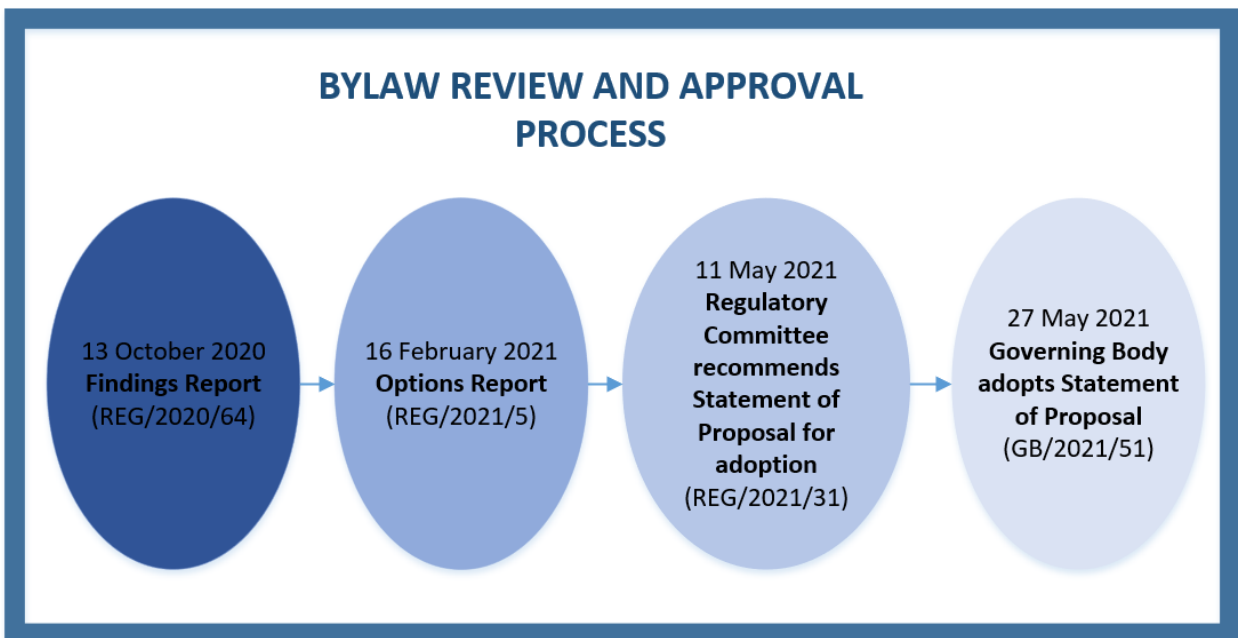 BYLAW REVIEW AND APPROVAL
PROCESS
13 October 2020
Findings Report
(REG/2020/64)
16 February 2021
Options Report
(REG/2021/5)
11 May 2021
Regulatory
Committee
recommends
Statement of
Proposal for
adoption
(REG/2021/31)
27 May 2021
Governing Body
adopts Statement
of Proposal
(GB/2021/51)